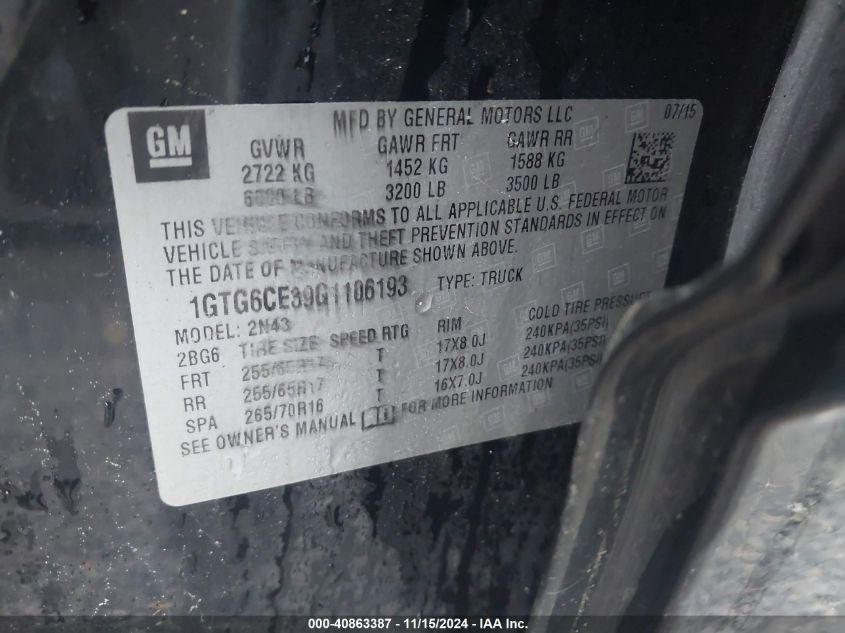 GM
MFD BY GENERAL MOTORS LLC 07/15
GVWR GAWR FRT GAWR RR
2722 KG 1452 KG 1588 KG
6000 LB 3200 LB 3500 LB
THIS VEHICLE CONFORMS TO ALL APPLICABLE U.S. FEDERAL MOTOR
VEHICLE SAFETY AND THEFT PREVENTION STANDARDS IN EFFECT ON
THE DATE OF MANUFACTURE SHOWN ABOVE.
1GTG6CE39G1106193 TYPE: TRUCK
MODEL: 2N43
2BG6 TIRE SIZE SPEED RTG RIM COLD TIRE PRESSURE
FRT 255/65R17 T 17X8.0J 240KPA(35PSI)
RR 255/65R17 T 17X8.0J 240KPA(35PSI)
SPA 265/70R16 T 16X7.0J 240KPA(35PSI)
SEE OWNER'S MANUAL FOR MORE INFORMATION
000-40863387 - 11/15/2024 - IAA Inc.